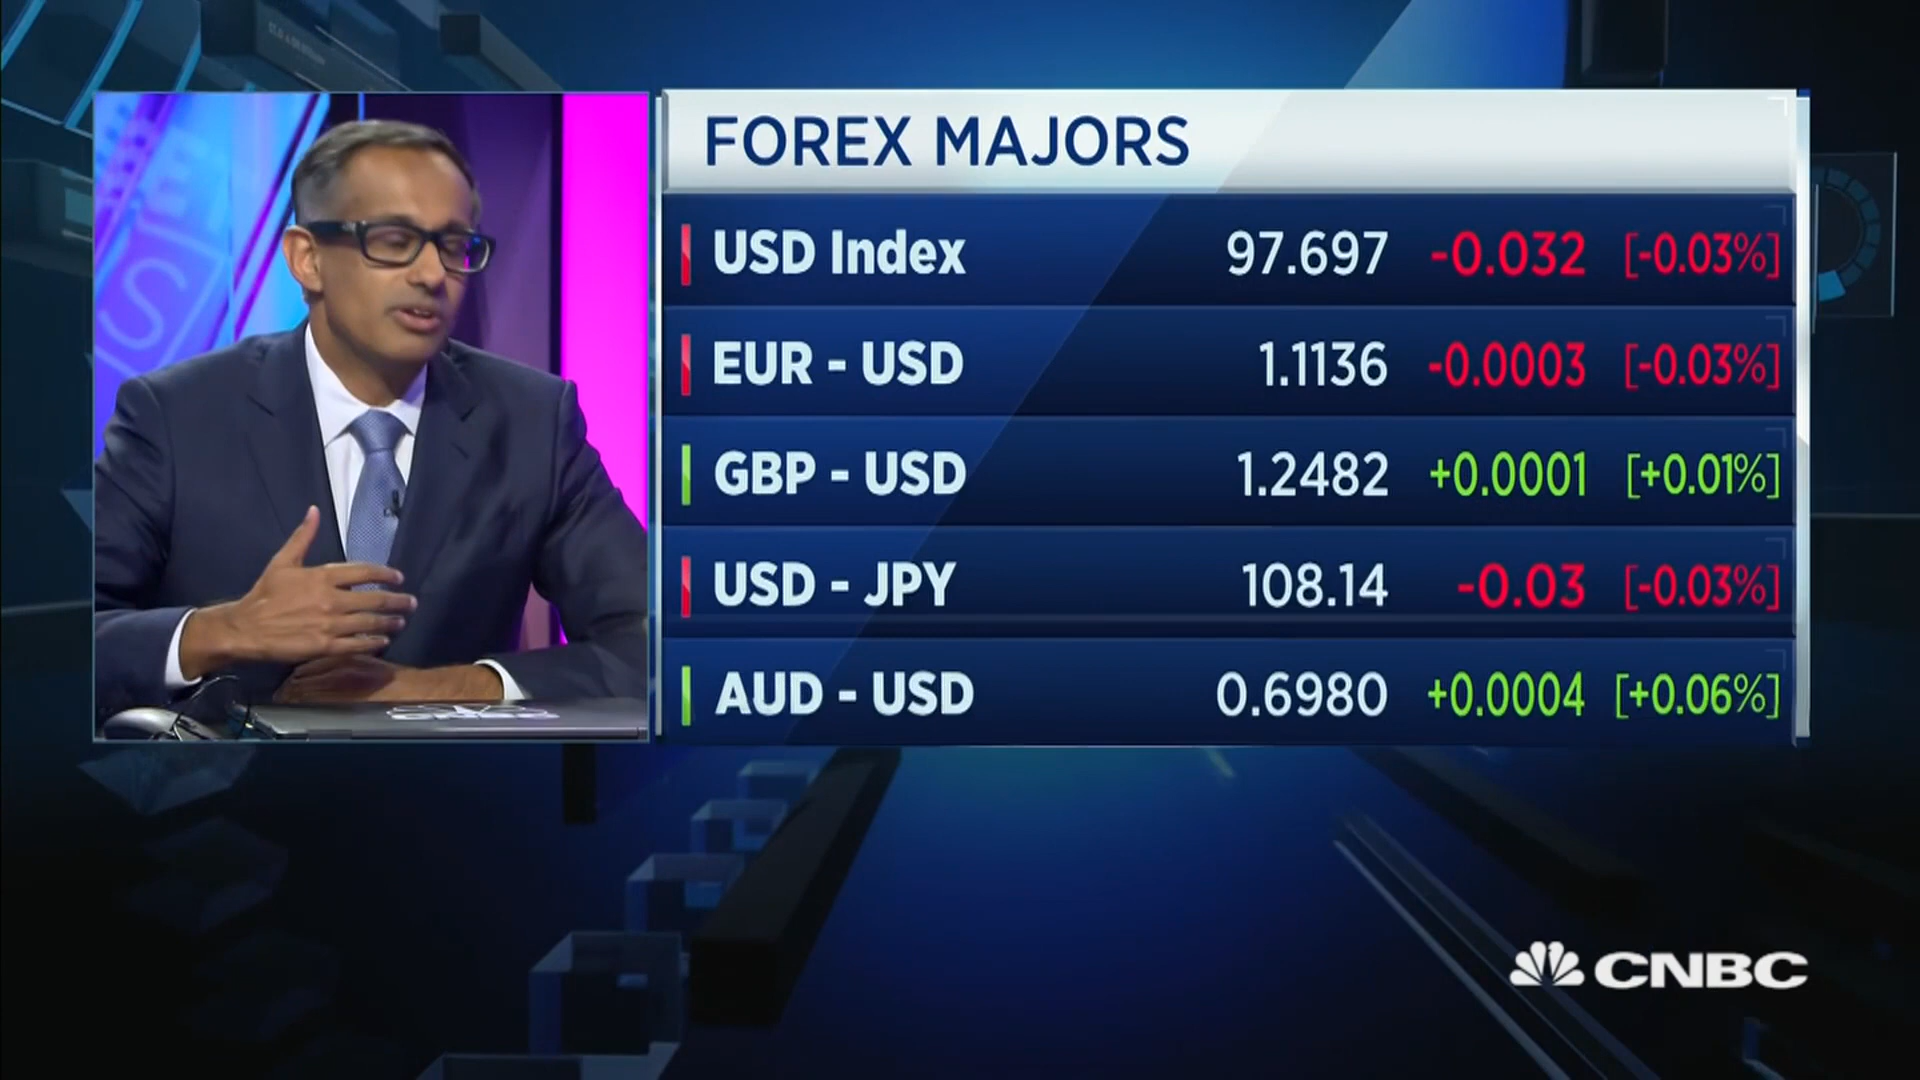 FOREX MAJORS
USD Index 97.697 -0.032 [-0.03%]
EUR - USD 1.1136 -0.0003 [-0.03%]
GBP - USD 1.2482 +0.0001 [+0.01%]
USD - JPY 108.14 -0.03 [-0.03%]
AUD - USD 0.6980 +0.0004 [+0.06%]
CNBC